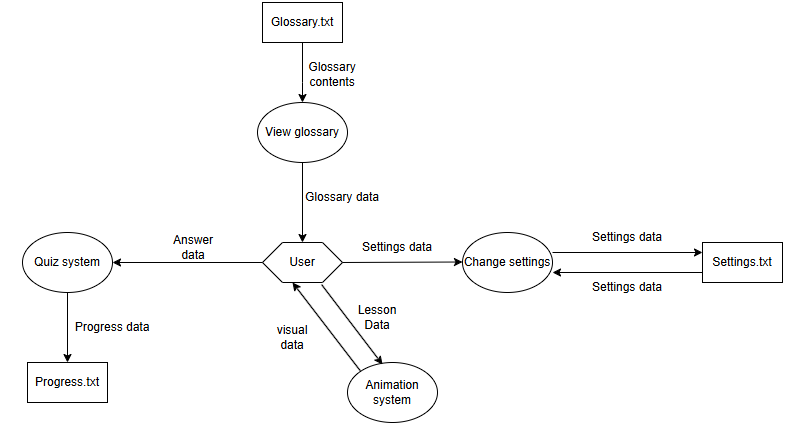 Glossary.txt
Glossary
contents
View glossary
Glossary data
Answer
data
Settings data
Settings data
Quiz system
User
Change settings
Settings.txt
Settings data
Lesson
Data
visual
data
Progress data
Progress.txt
Animation
system